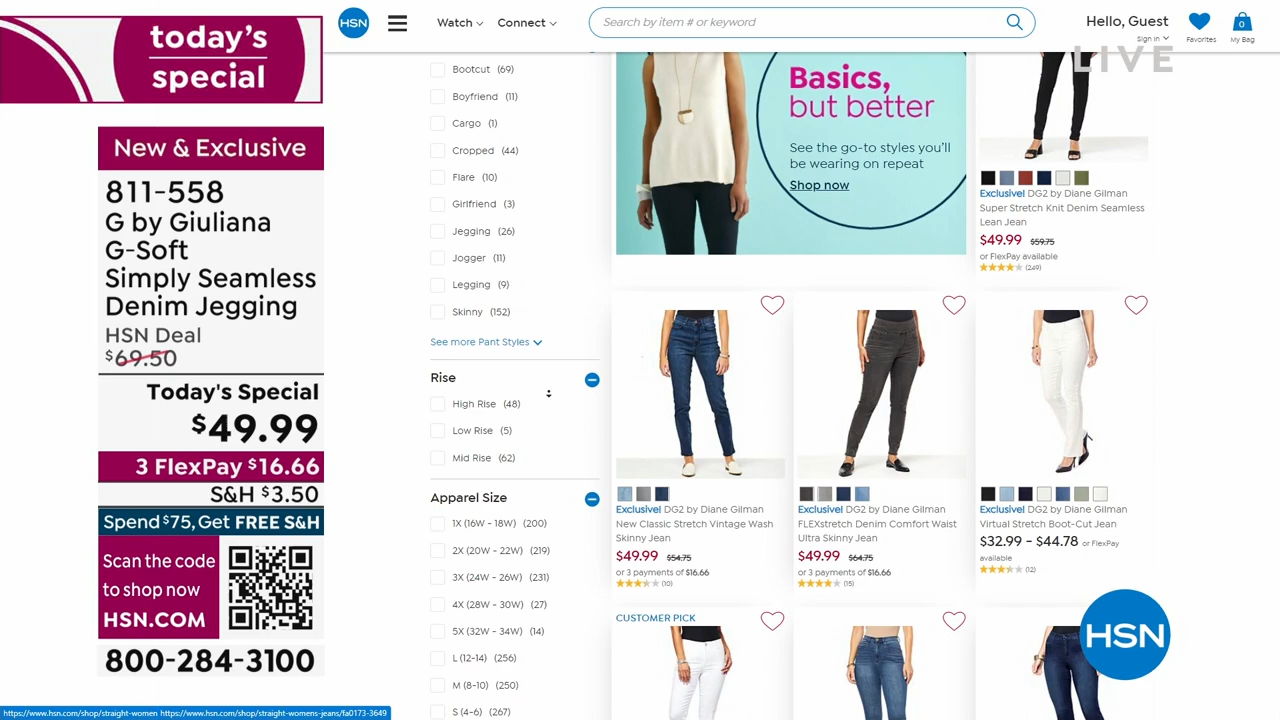 today's
special
New & Exclusive
811-558
G by Giuliana
G-Soft
Simply Seamless
Denim Jegging
HSN Deal
$69.50
Today's Special
$49.99
3 FlexPay $16.66
S&H $3.50
Spend $75, Get FREE S&H
Scan the code
to shop now
HSN.COM
800-284-3100
https://www.hsn.com/shop/straight-women https://www.hsn.com/shop/straight-womens-jeans/fa0173-3649
HSN
Watch
Connect
Search by item # or keyword
Hello, Guest
Sign in
Favorites
0
My Bag
LIVE
Bootcut (69)
Boyfriend (11)
Cargo (1)
Cropped (44)
Flare (10)
Girlfriend (3)
Jegging (26)
Jogger (11)
Legging (9)
Skinny (152)
See more Pant Styles
Rise
High Rise (48)
Low Rise (5)
Mid Rise (62)
Apparel Size
1X (16W - 18W) (200)
2X (20W - 22W) (219)
3X (24W - 26W) (231)
4X (28W - 30W) (27)
5X (32W - 34W) (14)
L (12-14) (256)
M (8-10) (250)
S (4-6) (267)
Basics,
but better
See the go-to styles you'll
be wearing on repeat
Shop now
Exclusive! DG2 by Diane Gilman
Super Stretch Knit Denim Seamless
Lean Jean
$49.99 $59.75
or FlexPay available
(249)
Exclusive! DG2 by Diane Gilman
New Classic Stretch Vintage Wash
Skinny Jean
$49.99 $54.75
or 3 payments of $16.66
(10)
Exclusive! DG2 by Diane Gilman
FLEXstretch Denim Comfort Waist
Ultra Skinny Jean
$49.99 $64.75
or 3 payments of $16.66
(15)
Exclusive! DG2 by Diane Gilman
Virtual Stretch Boot-Cut Jean
$32.99 - $44.78 or FlexPay
available
(12)
CUSTOMER PICK
HSN